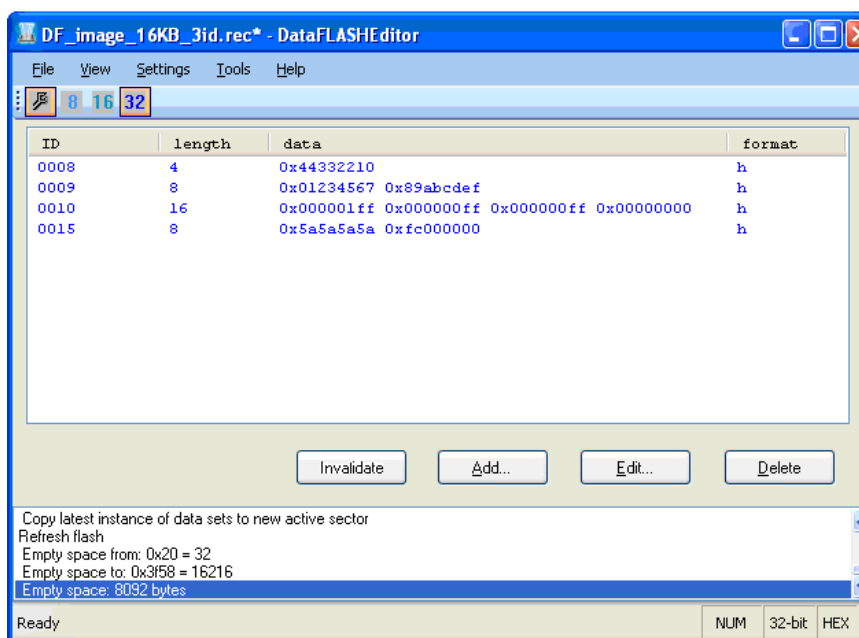 DF_image_16KB_3id.rec* - DataFLASHEditor
File View Settings Tools Help
8 16 32
ID length data format
0008 4 0x44332210 h
0009 8 0x01234567 0x89abcdef h
0010 16 0x000001ff 0x000000ff 0x000000ff 0x00000000 h
0015 8 0x5a5a5a5a 0xfc000000 h
Invalidate Add... Edit... Delete
Copy latest instance of data sets to new active sector
Refresh flash
Empty space from: 0x20 = 32
Empty space to: 0x3f58 = 16216
Empty space: 8092 bytes
Ready NUM 32-bit HEX